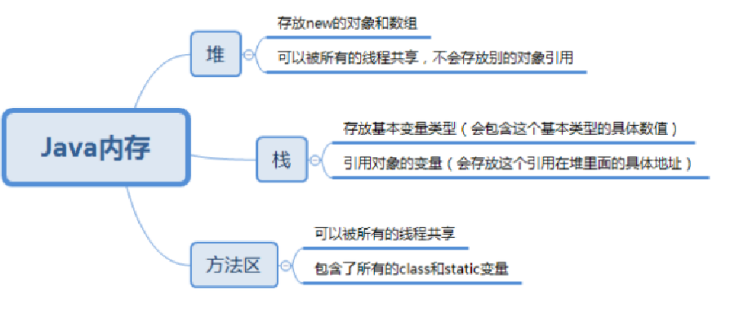 存放new的对象和数组
堆
可以被所有的线程共享，不会存放别的对象引用
Java内存
存放基本变量类型（会包含这个基本类型的具体数值）
栈
引用对象的变量（会存放这个引用在堆里面的具体地址）
可以被所有的线程共享
方法区
包含了所有的class和static变量